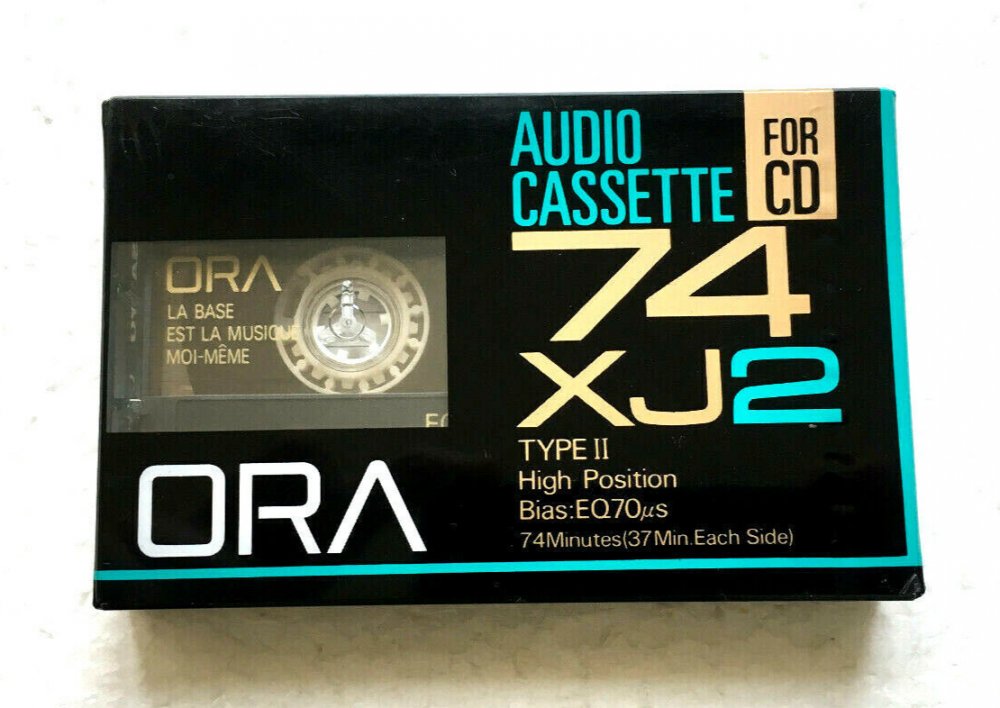 AUDIO
CASSETTE
FOR
CD
74
XJ2
TYPE II
High Position
Bias:EQ70μs
74Minutes(37Min.Each Side)
ORA
LA BASE
EST LA MUSIQUE
MOI-MÊME
ORA